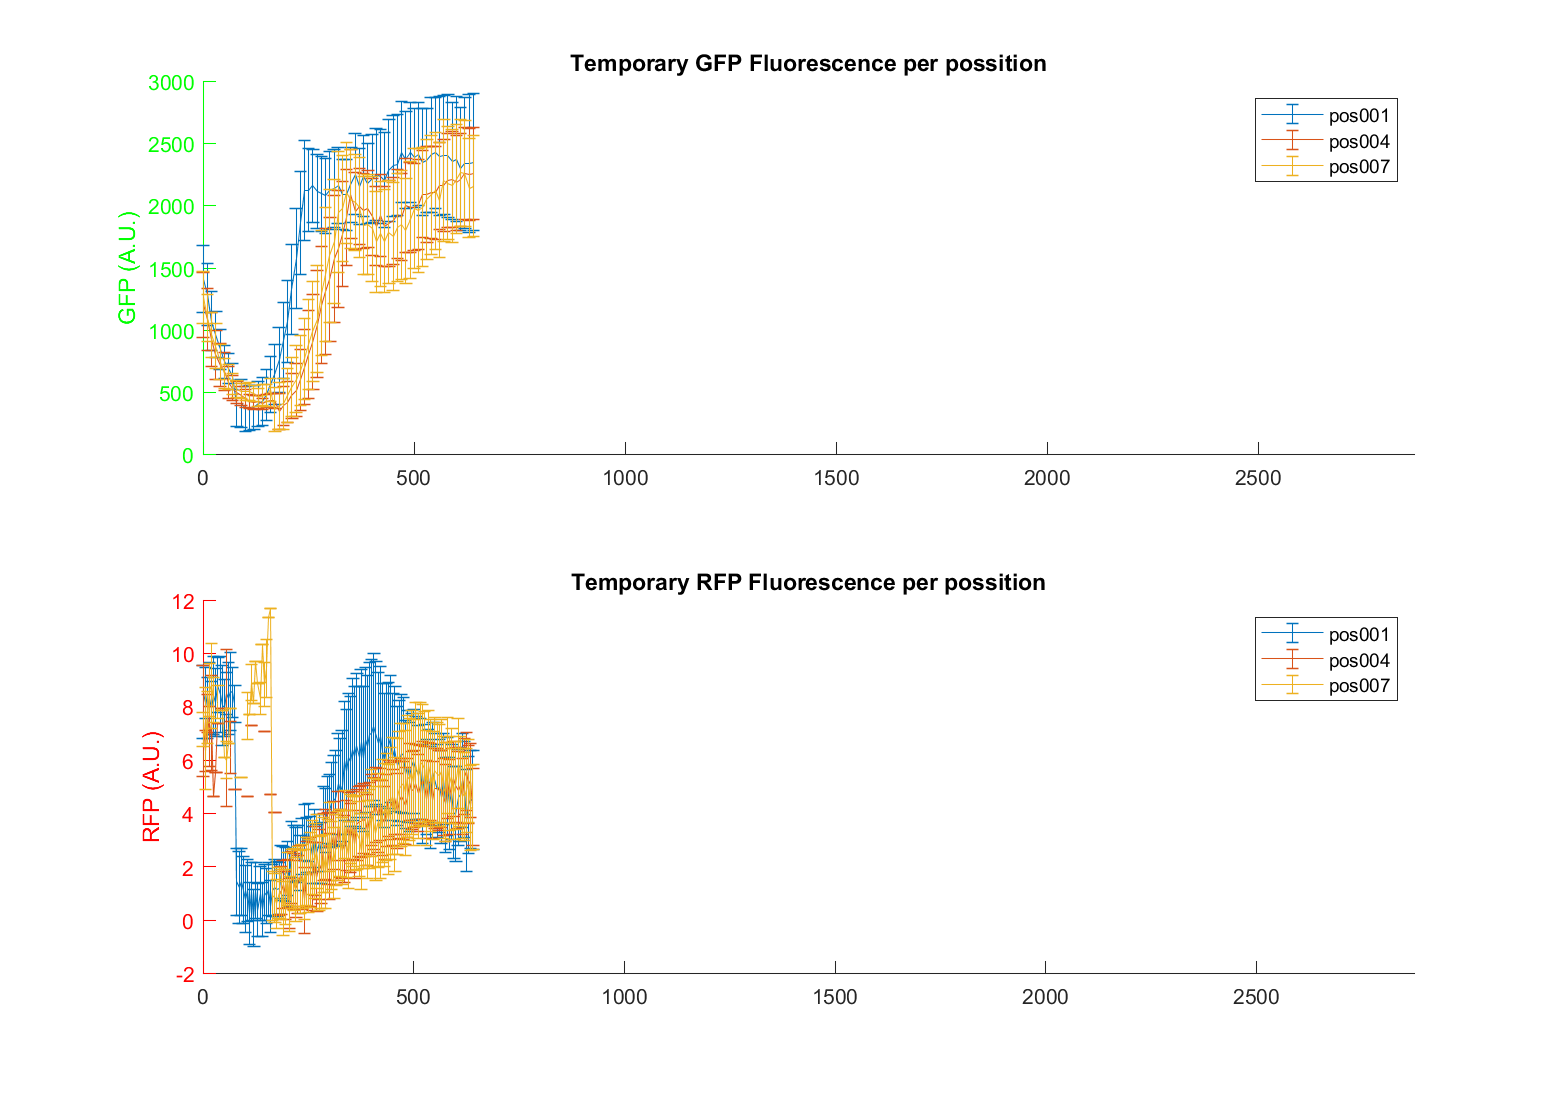 Temporary GFP Fluorescence per possition
3000
2500
2000
1500
1000
500
0
GFP (A.U.)
0 500 1000 1500 2000 2500
pos001
pos004
pos007
Temporary RFP Fluorescence per possition
12
10
8
6
4
2
0
-2
RFP (A.U.)
0 500 1000 1500 2000 2500
pos001
pos004
pos007